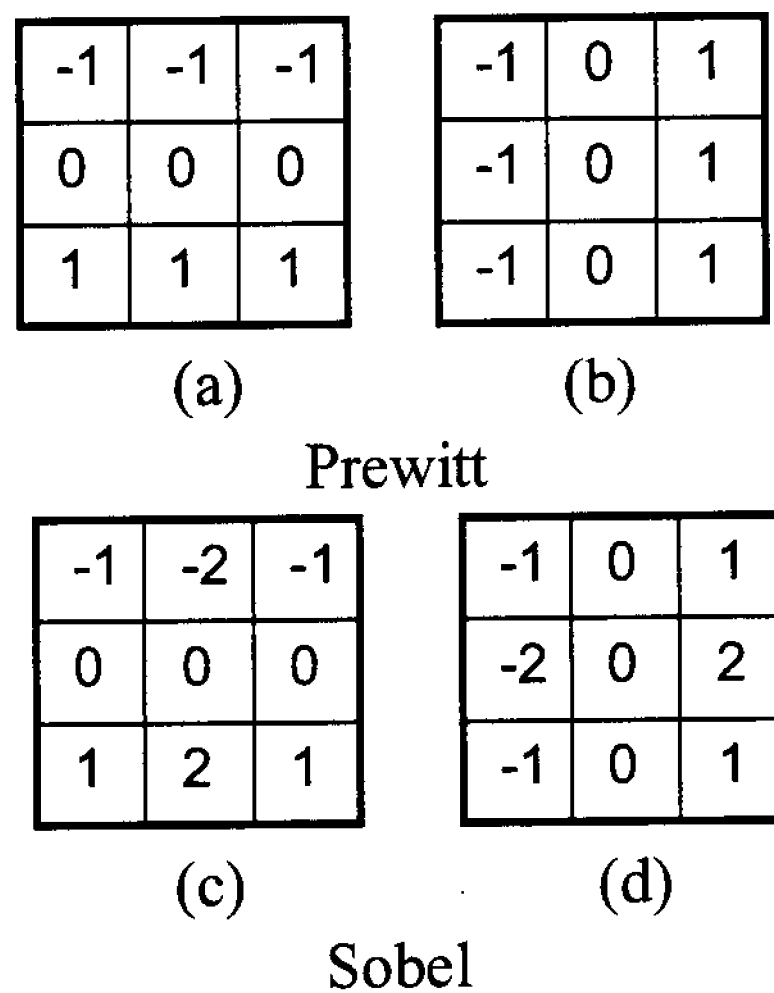 -1 -1 -1 -1 0 1
0 0 0 -1 0 1
1 1 1 -1 0 1
(a) (b)
Prewitt
-1 -2 -1 -1 0 1
0 0 0 -2 0 2
1 2 1 -1 0 1
(c) (d)
Sobel